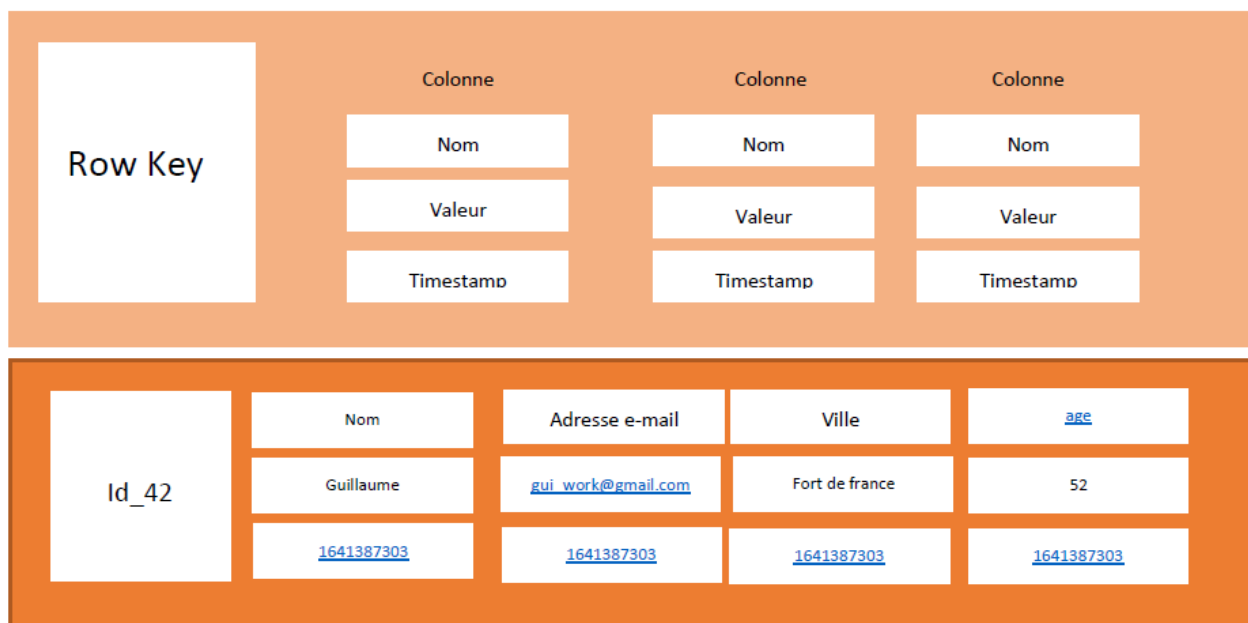 Colonne Colonne Colonne
Row Key
Nom Nom Nom
Valeur Valeur Valeur
Timestamp Timestamp Timestamp
Id_42
Nom Adresse e-mail Ville age
Guillaume gui_work@gmail.com Fort de france 52
1641387303 1641387303 1641387303 1641387303